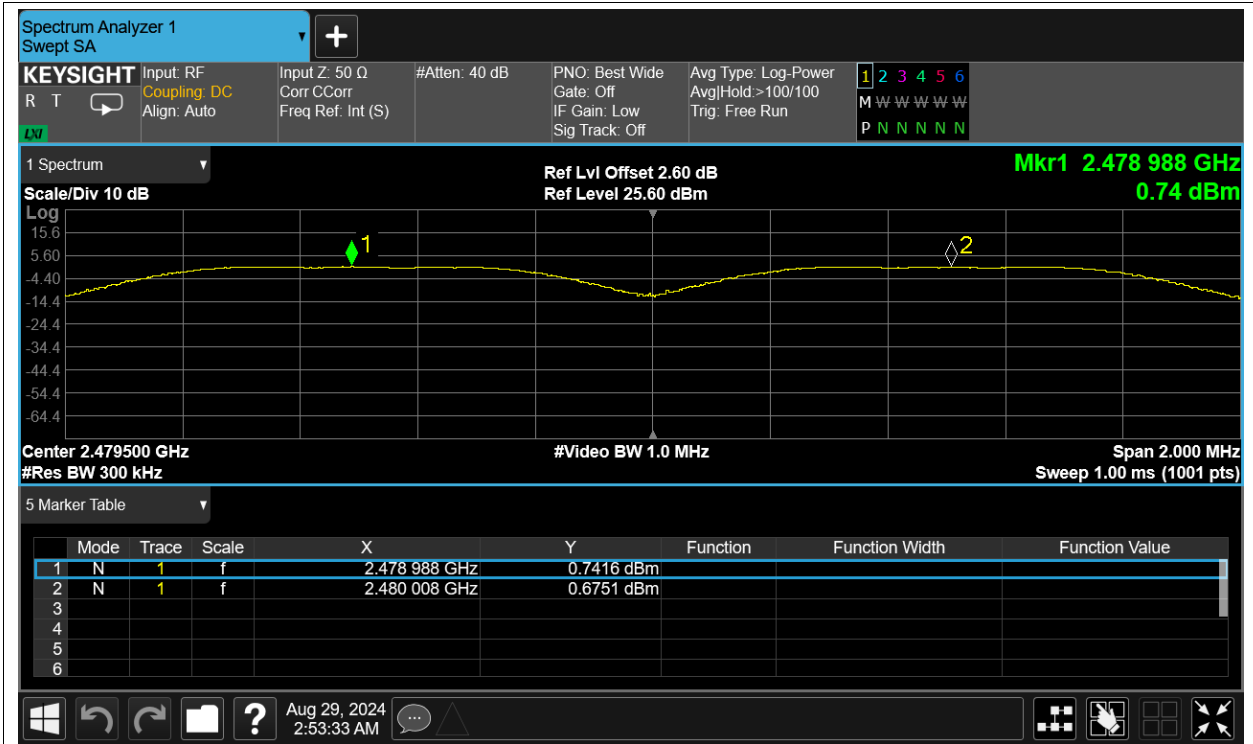 Spectrum Analyzer 1
Swept SA
+
KEYSIGHT
R T
LXI
Input: RF
Coupling: DC
Align: Auto
Input Z: 50 Ω
Corr CCorr
Freq Ref: Int (S)
#Atten: 40 dB
PNO: Best Wide
Gate: Off
IF Gain: Low
Sig Track: Off
Avg Type: Log-Power
Avg|Hold:>100/100
Trig: Free Run
1 2 3 4 5 6
M W W W W W
P N N N N N
1 Spectrum
Scale/Div 10 dB
Ref Lvl Offset 2.60 dB
Ref Level 25.60 dBm
Mkr1 2.478 988 GHz
0.74 dBm
Log
15.6
5.60
-4.40
-14.4
-24.4
-34.4
-44.4
-54.4
-64.4
1
2
Center 2.479500 GHz
#Res BW 300 kHz
#Video BW 1.0 MHz
Span 2.000 MHz
Sweep 1.00 ms (1001 pts)
5 Marker Table
Mode Trace Scale X Y Function Function Width Function Value
1 N 1 f 2.478 988 GHz 0.7416 dBm
2 N 1 f 2.480 008 GHz 0.6751 dBm
3
4
5
6
?
Aug 29, 2024
2:53:33 AM